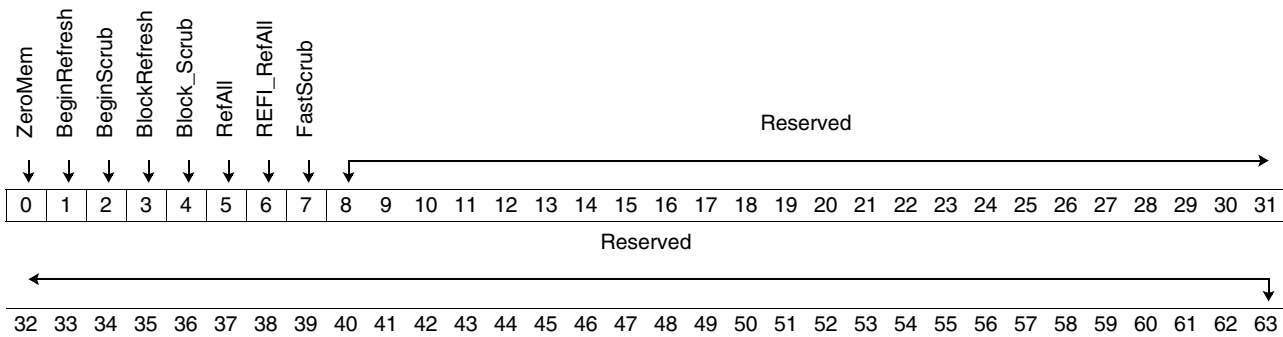 ZeroMem
BeginRefresh
BeginScrub
BlockRefresh
Block_Scrub
RefAll
REFI_RefAll
FastScrub
Reserved
0 1 2 3 4 5 6 7 8 9 10 11 12 13 14 15 16 17 18 19 20 21 22 23 24 25 26 27 28 29 30 31
Reserved
32 33 34 35 36 37 38 39 40 41 42 43 44 45 46 47 48 49 50 51 52 53 54 55 56 57 58 59 60 61 62 63